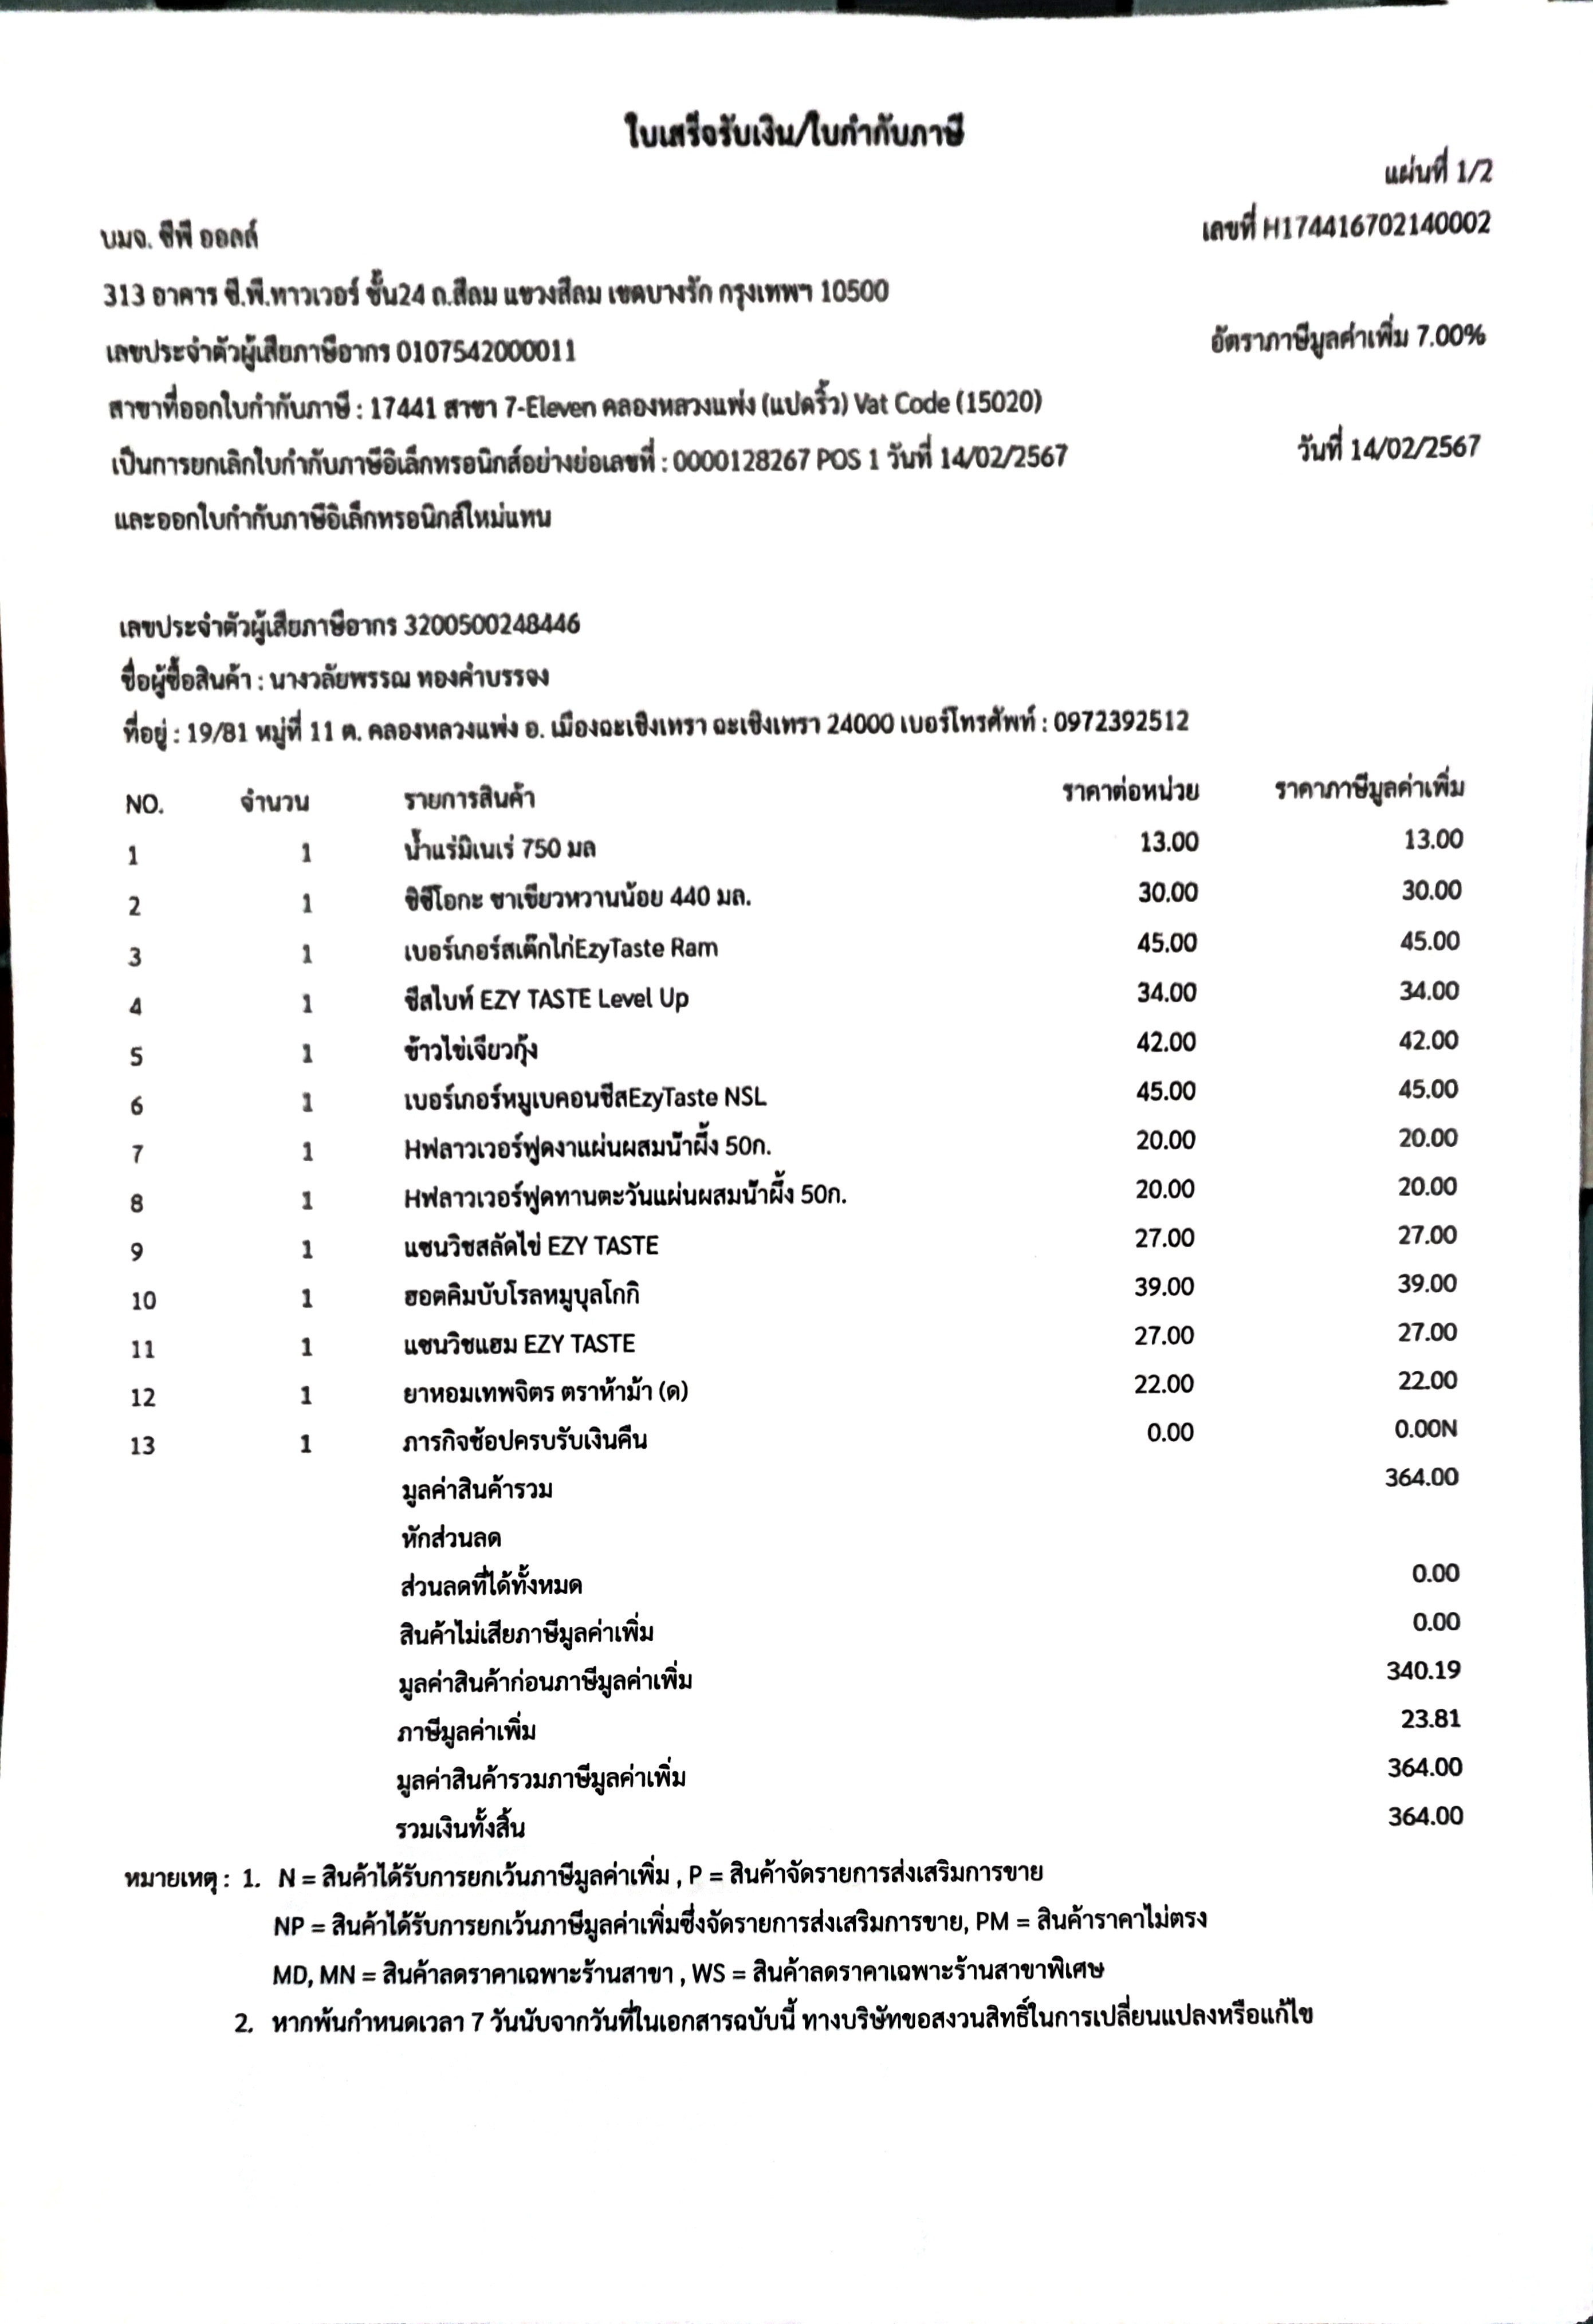 ใบเสร็จรับเงิน/ใบกำกับภาษี
แผ่นที่ 1/2
บมจ. ซีพี ออลล์
เลขที่ H174416702140002
313 อาคาร ซี.พี.ทาวเวอร์ ชั้น24 ถ.สีลม แขวงสีลม เขตบางรัก กรุงเทพฯ 10500
เลขประจำตัวผู้เสียภาษีอากร 0107542000011
อัตราภาษีมูลค่าเพิ่ม 7.00%
สาขาที่ออกใบกำกับภาษี : 17441 สาขา 7-Eleven คลองหลวงแพ่ง (แปดริ้ว) Vat Code (15020)
เป็นการยกเลิกใบกำกับภาษีอิเล็กทรอนิกส์อย่างย่อเลขที่ : 0000128267 POS 1 วันที่ 14/02/2567
วันที่ 14/02/2567
และออกใบกำกับภาษีอิเล็กทรอนิกส์ใหม่แทน
เลขประจำตัวผู้เสียภาษีอากร 3200500248446
ชื่อผู้ซื้อสินค้า : นางวลัยพรรณ ทองคำบรรจง
ที่อยู่ : 19/81 หมู่ที่ 11 ต. คลองหลวงแพ่ง อ. เมืองฉะเชิงเทรา ฉะเชิงเทรา 24000 เบอร์โทรศัพท์ : 0972392512
NO. จำนวน รายการสินค้า ราคาต่อหน่วย ราคาภาษีมูลค่าเพิ่ม
1 1 น้ำแร่มิเนเร่ 750 มล 13.00 13.00
2 1 ชิชีโอกะ ชาเขียวหวานน้อย 440 มล. 30.00 30.00
3 1 เบอร์เกอร์สเต๊กไก่EzyTaste Ram 45.00 45.00
4 1 ชีสไบท์ EZY TASTE Level Up 34.00 34.00
5 1 ข้าวไข่เจียวกุ้ง 42.00 42.00
6 1 เบอร์เกอร์หมูเบคอนชีสEzyTaste NSL 45.00 45.00
7 1 Hฟลาวเวอร์ฟูดงาแผ่นผสมน้ำผึ้ง 50ก. 20.00 20.00
8 1 Hฟลาวเวอร์ฟูดทานตะวันแผ่นผสมน้ำผึ้ง 50ก. 20.00 20.00
9 1 แซนวิชสลัดไข่ EZY TASTE 27.00 27.00
10 1 ฮอตคิมบับโรลหมูบุลโกกิ 39.00 39.00
11 1 แซนวิชแฮม EZY TASTE 27.00 27.00
12 1 ยาหอมเทพจิตร ตราห้าม้า (ด) 22.00 22.00
13 1 ภารกิจช้อปครบรับเงินคืน 0.00 0.00N
มูลค่าสินค้ารวม 364.00
หักส่วนลด
ส่วนลดที่ได้ทั้งหมด 0.00
สินค้าไม่เสียภาษีมูลค่าเพิ่ม 0.00
มูลค่าสินค้าก่อนภาษีมูลค่าเพิ่ม 340.19
ภาษีมูลค่าเพิ่ม 23.81
มูลค่าสินค้ารวมภาษีมูลค่าเพิ่ม 364.00
รวมเงินทั้งสิ้น 364.00
หมายเหตุ : 1. N = สินค้าได้รับการยกเว้นภาษีมูลค่าเพิ่ม , P = สินค้าจัดรายการส่งเสริมการขาย
NP = สินค้าได้รับการยกเว้นภาษีมูลค่าเพิ่มซึ่งจัดรายการส่งเสริมการขาย, PM = สินค้าราคาไม่ตรง
MD, MN = สินค้าลดราคาเฉพาะร้านสาขา , WS = สินค้าลดราคาเฉพาะร้านสาขาพิเศษ
2. หากพ้นกำหนดเวลา 7 วันนับจากวันที่ในเอกสารฉบับนี้ ทางบริษัทขอสงวนสิทธิ์ในการเปลี่ยนแปลงหรือแก้ไข